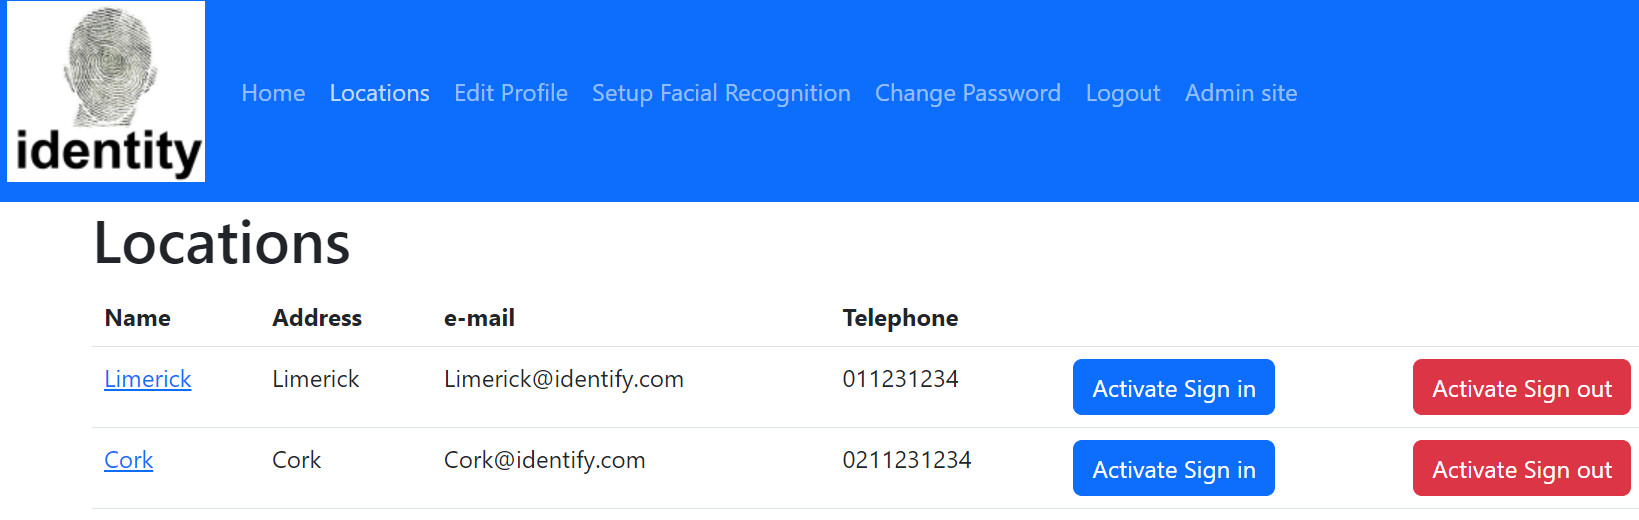 identity
Home Locations Edit Profile Setup Facial Recognition Change Password Logout Admin site
Locations
Name Address e-mail Telephone
Limerick Limerick Limerick@identify.com 011231234 Activate Sign in Activate Sign out
Cork Cork Cork@identify.com 0211231234 Activate Sign in Activate Sign out